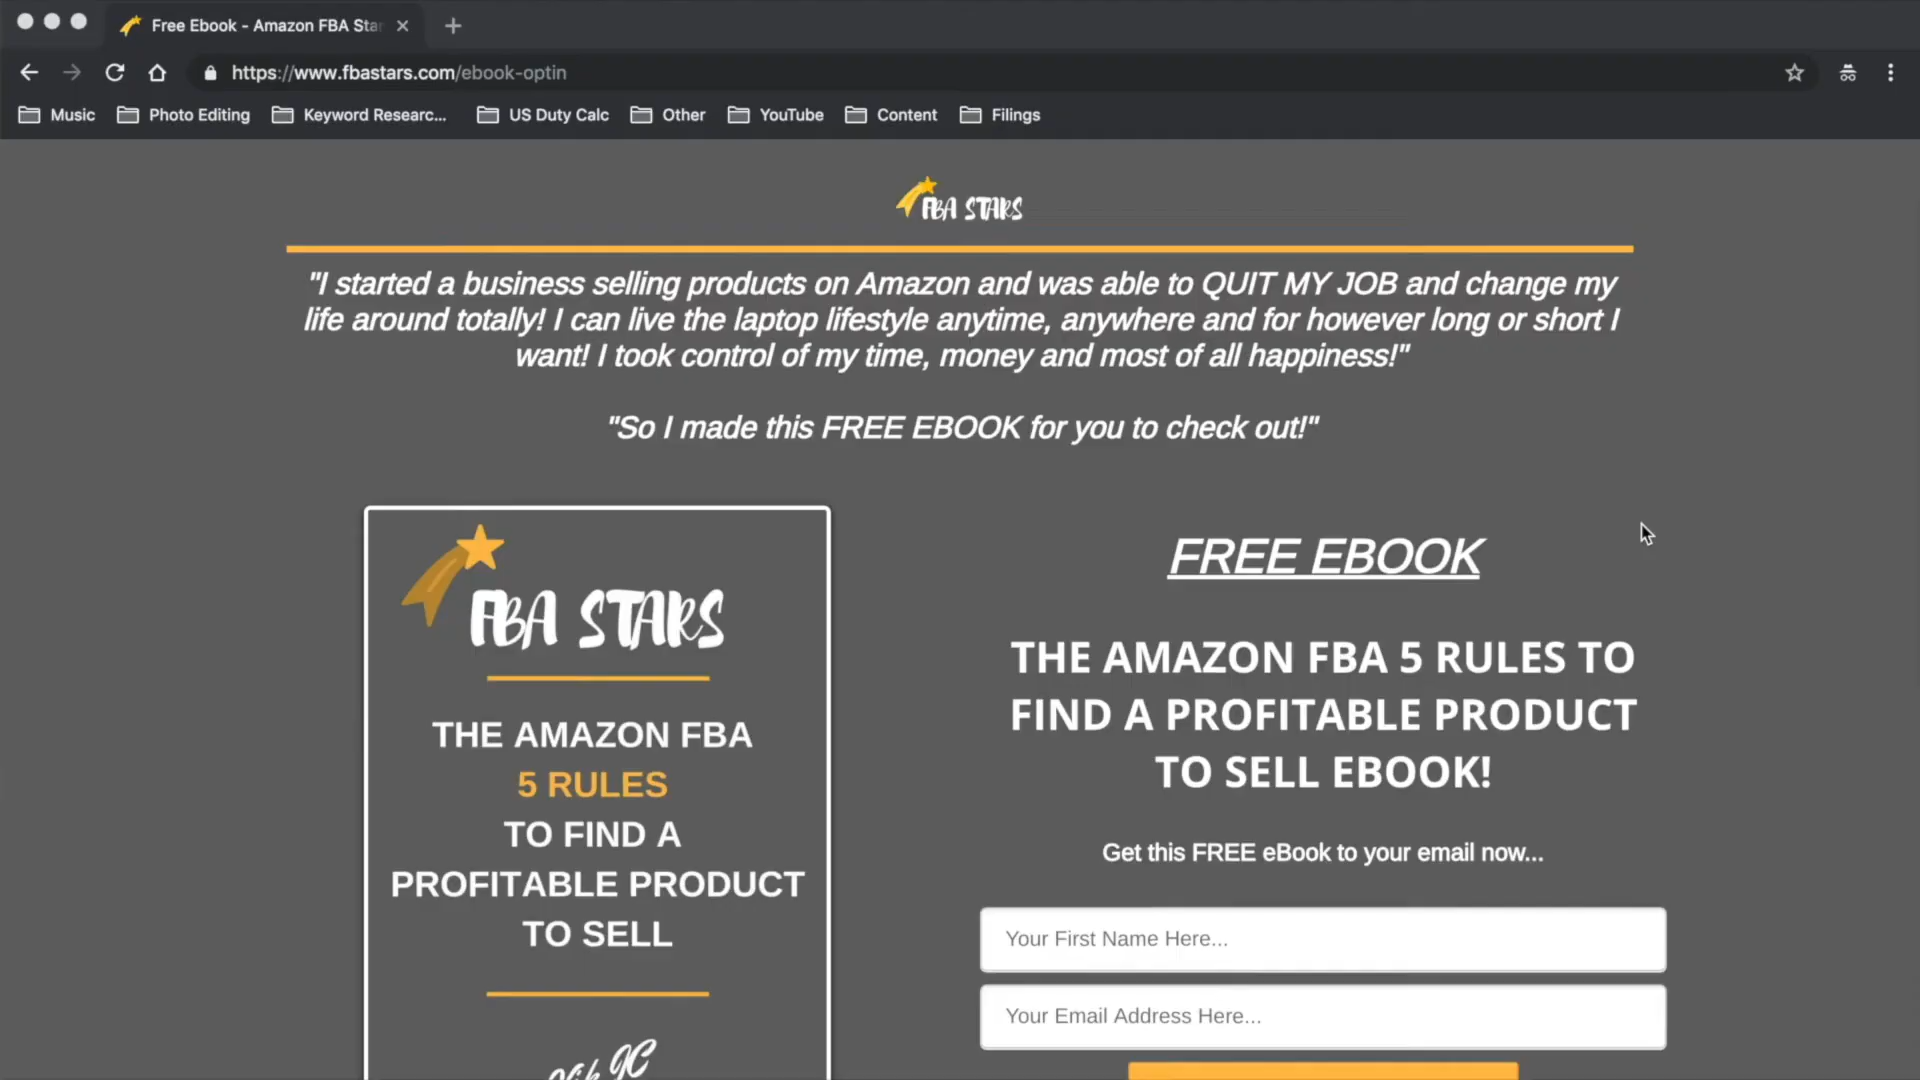 Free Ebook - Amazon FBA Star
https://www.fbastars.com/ebook-optin
Music
Photo Editing
Keyword Researc...
US Duty Calc
Other
YouTube
Content
Filings
FBA STARS
"I started a business selling products on Amazon and was able to QUIT MY JOB and change my
life around totally! I can live the laptop lifestyle anytime, anywhere and for however long or short I
want! I took control of my time, money and most of all happiness!"
"So I made this FREE EBOOK for you to check out!"
FBA STARS
THE AMAZON FBA
5 RULES
TO FIND A
PROFITABLE PRODUCT
TO SELL
FREE EBOOK
THE AMAZON FBA 5 RULES TO
FIND A PROFITABLE PRODUCT
TO SELL EBOOK!
Get this FREE eBook to your email now...
Your First Name Here...
Your Email Address Here...